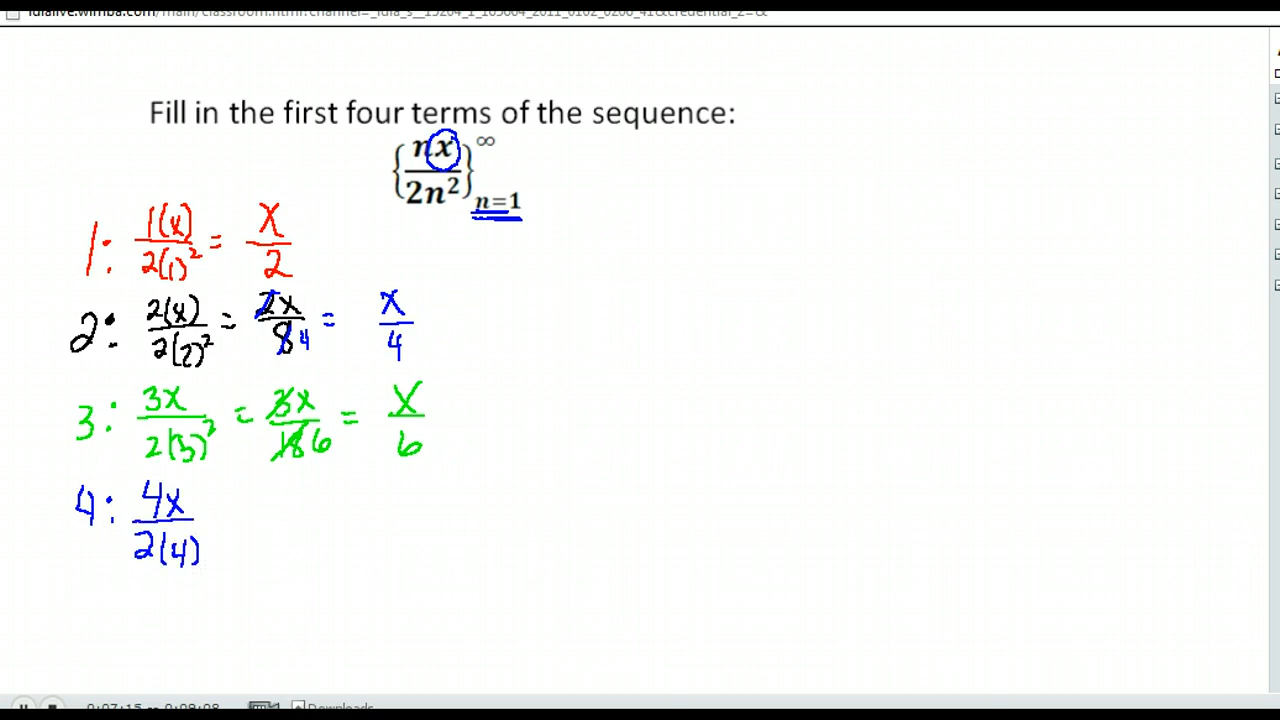 Fill in the first four terms of the sequence:
{nx/2n²}^∞_{n=1}
1: 1(x)/2(1)² = x/2
2: 2(x)/2(2)² = 2x/8 4 = x/4
3: 3x/2(3)² = 3x/18 6 = x/6
4: 4x/2(4)
Downloads